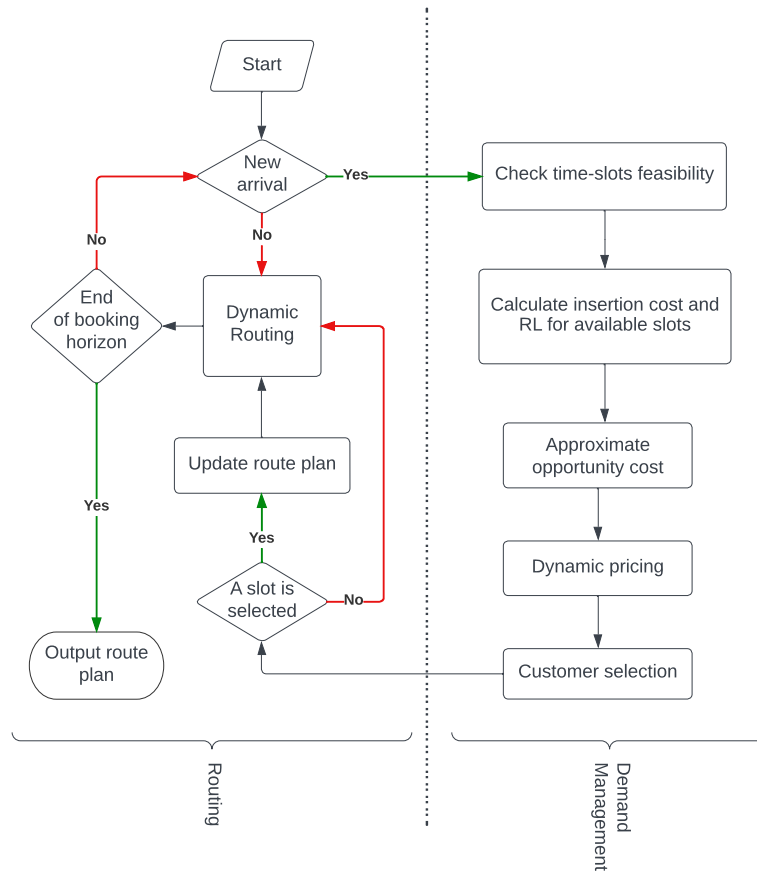 Start
New
arrival
Yes
Check time-slots feasibility
No
No
End
of booking
horizon
Dynamic
Routing
Calculate insertion cost and
RL for available slots
Update route plan
Approximate
opportunity cost
Yes
Yes
Dynamic pricing
A slot is
selected
No
Output route
plan
Customer selection
Routing
Demand
Management